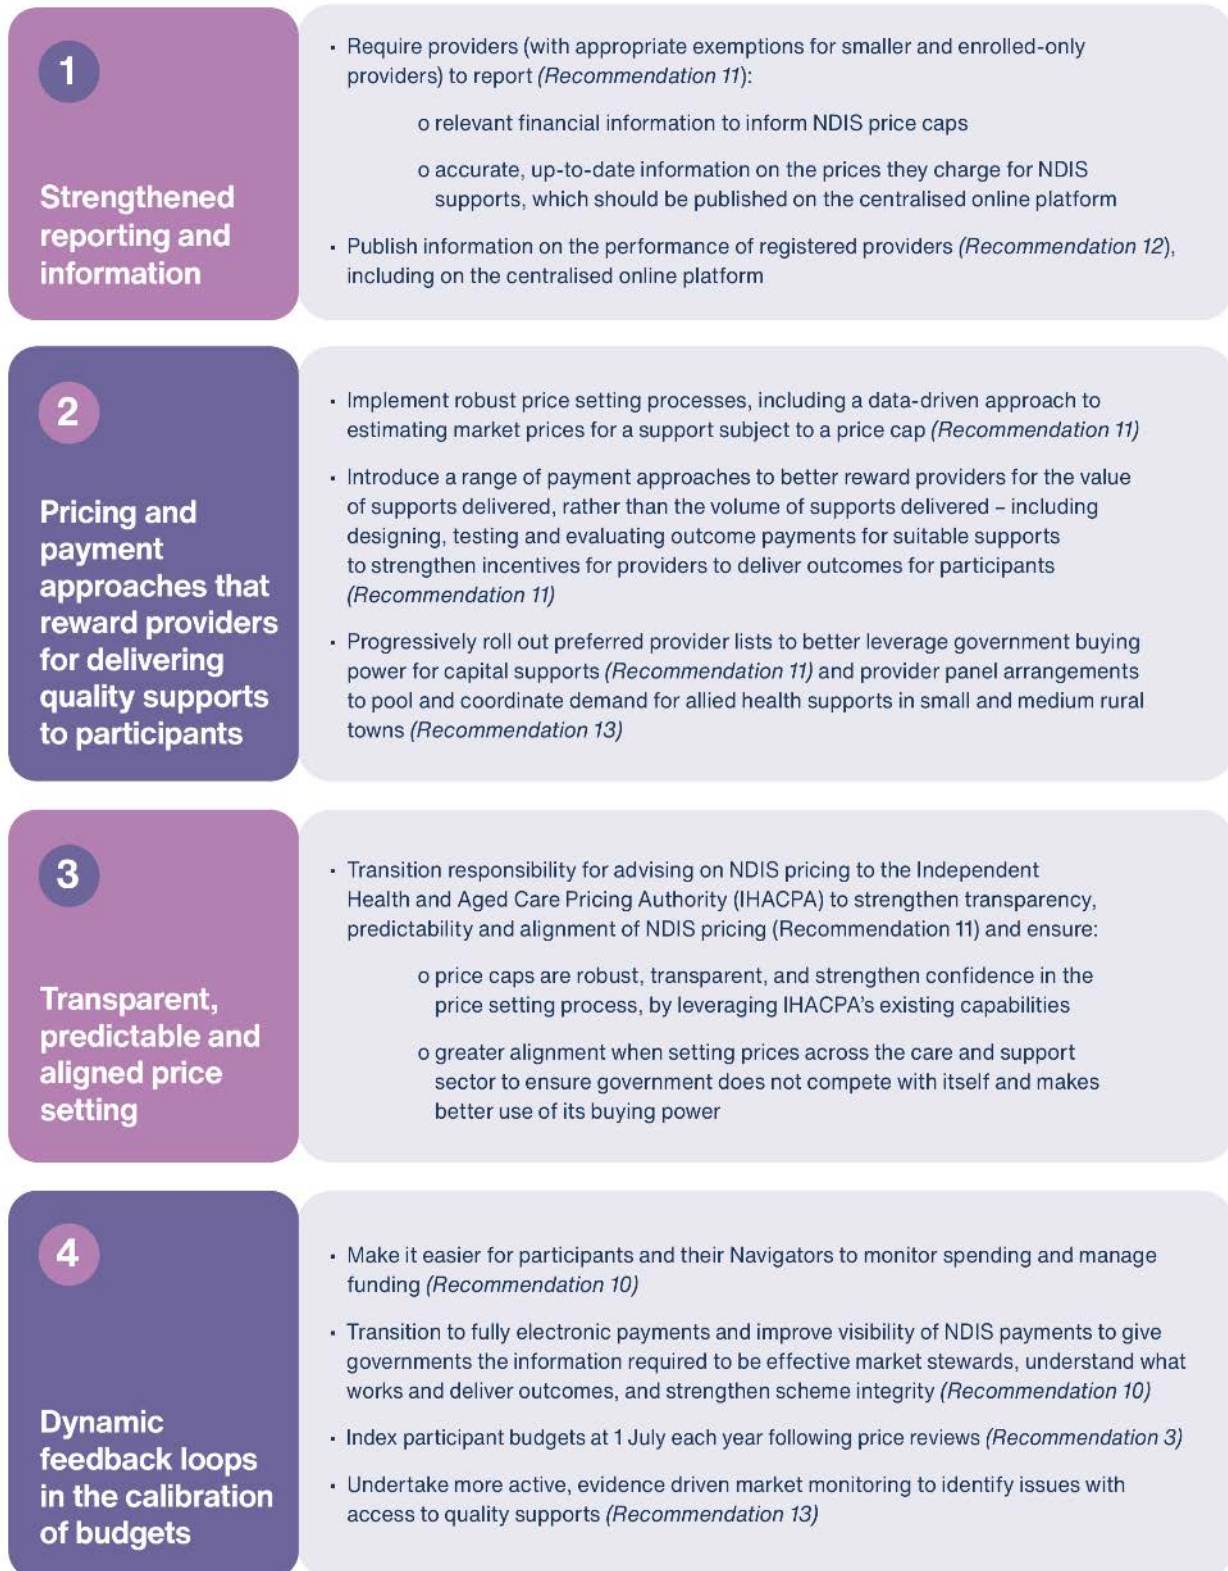 1
Strengthened
reporting and
information
· Require providers (with appropriate exemptions for smaller and enrolled-only
providers) to report (Recommendation 11):
o relevant financial information to inform NDIS price caps
o accurate, up-to-date information on the prices they charge for NDIS
supports, which should be published on the centralised online platform
· Publish information on the performance of registered providers (Recommendation 12),
including on the centralised online platform
2
Pricing and
payment
approaches that
reward providers
for delivering
quality supports
to participants
· Implement robust price setting processes, including a data-driven approach to
estimating market prices for a support subject to a price cap (Recommendation 11)
· Introduce a range of payment approaches to better reward providers for the value
of supports delivered, rather than the volume of supports delivered – including
designing, testing and evaluating outcome payments for suitable supports
to strengthen incentives for providers to deliver outcomes for participants
(Recommendation 11)
· Progressively roll out preferred provider lists to better leverage government buying
power for capital supports (Recommendation 11) and provider panel arrangements
to pool and coordinate demand for allied health supports in small and medium rural
towns (Recommendation 13)
3
Transparent,
predictable and
aligned price
setting
· Transition responsibility for advising on NDIS pricing to the Independent
Health and Aged Care Pricing Authority (IHACPA) to strengthen transparency,
predictability and alignment of NDIS pricing (Recommendation 11) and ensure:
o price caps are robust, transparent, and strengthen confidence in the
price setting process, by leveraging IHACPA's existing capabilities
o greater alignment when setting prices across the care and support
sector to ensure government does not compete with itself and makes
better use of its buying power
4
Dynamic
feedback loops
in the calibration
of budgets
· Make it easier for participants and their Navigators to monitor spending and manage
funding (Recommendation 10)
· Transition to fully electronic payments and improve visibility of NDIS payments to give
governments the information required to be effective market stewards, understand what
works and deliver outcomes, and strengthen scheme integrity (Recommendation 10)
· Index participant budgets at 1 July each year following price reviews (Recommendation 3)
· Undertake more active, evidence driven market monitoring to identify issues with
access to quality supports (Recommendation 13)